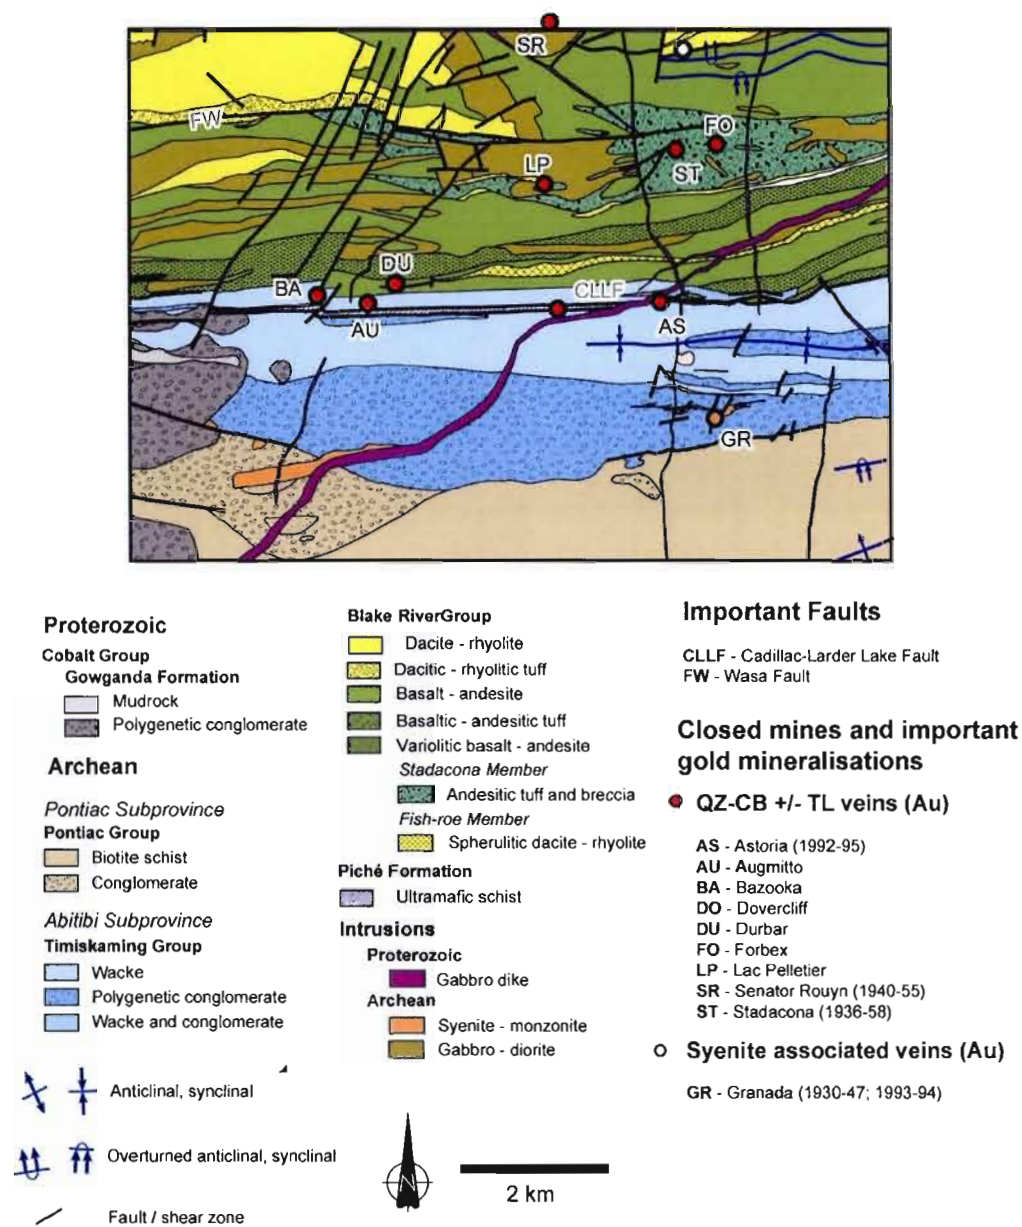 SR
FW
FO
LP
ST
DU
BA
CLLF
AU
AS
GR
Proterozoic
Cobalt Group
Gowganda Formation
Mudrock
Polygenetic conglomerate
Archean
Pontiac Subprovince
Pontiac Group
Biotite schist
Conglomerate
Abitibi Subprovince
Timiskaming Group
Wacke
Polygenetic conglomerate
Wacke and conglomerate
Anticlinal, synclinal
Overturned anticlinal, synclinal
Fault / shear zone
Blake RiverGroup
Dacite - rhyolite
Dacitic - rhyolitic tuff
Basalt - andesite
Basaltic - andesitic tuff
Variolitic basalt - andesite
Stadacona Member
Andesitic tuff and breccia
Fish-roe Member
Spherulitic dacite - rhyolite
Piché Formation
Ultramafic schist
Intrusions
Proterozoic
Gabbro dike
Archean
Syenite - monzonite
Gabbro - diorite
N
2 km
Important Faults
CLLF - Cadillac-Larder Lake Fault
FW - Wasa Fault
Closed mines and important
gold mineralisations
QZ-CB +/- TL veins (Au)
AS - Astoria (1992-95)
AU - Augmitto
BA - Bazooka
DO - Dovercliff
DU - Durbar
FO - Forbex
LP - Lac Pelletier
SR - Senator Rouyn (1940-55)
ST - Stadacona (1936-58)
Syenite associated veins (Au)
GR - Granada (1930-47; 1993-94)